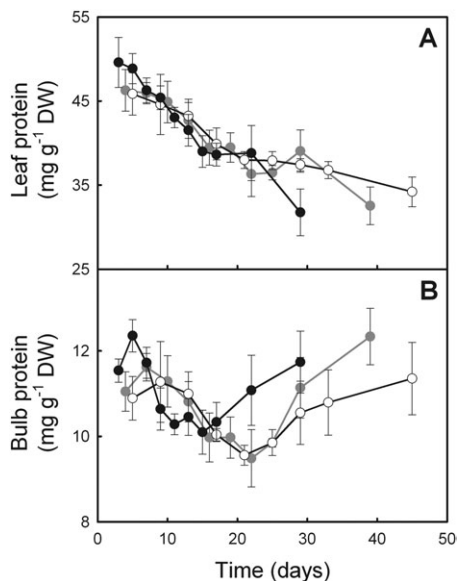 A
Leaf protein
(mg g⁻¹ DW)
55
45
35
25
B
Bulb protein
(mg g⁻¹ DW)
12
10
8
0 10 20 30 40 50
Time (days)